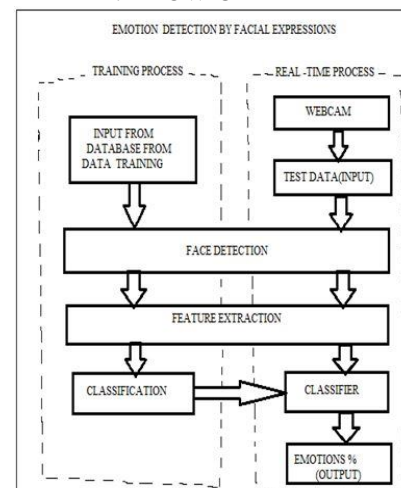 EMOTION DETECTION BY FACIAL EXPRESSIONS
TRAINING PROCESS
REAL -TIME PROCESS
WEBCAM
INPUT FROM
DATABASE FROM
DATA TRAINING
TEST DATA(INPUT)
FACE DETECTION
FEATURE EXTRACTION
CLASSIFICATION
CLASSIFIER
EMOTIONS %
(OUTPUT)